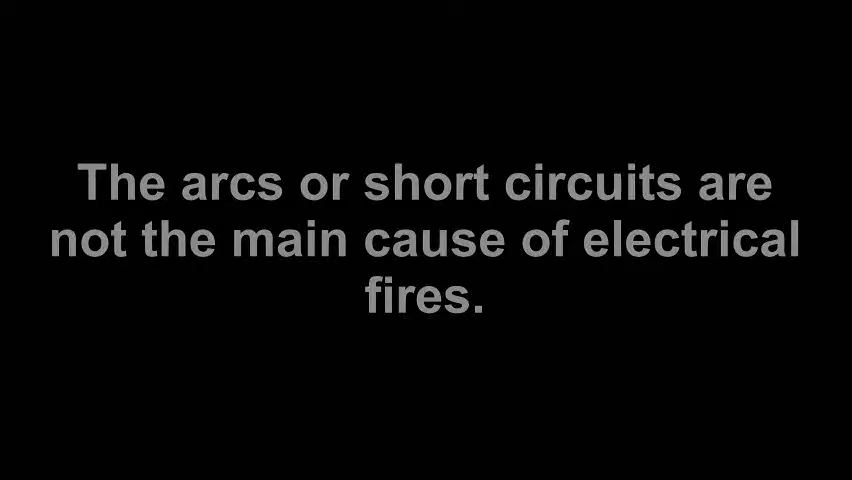 The arcs or short circuits are
not the main cause of electrical
fires.